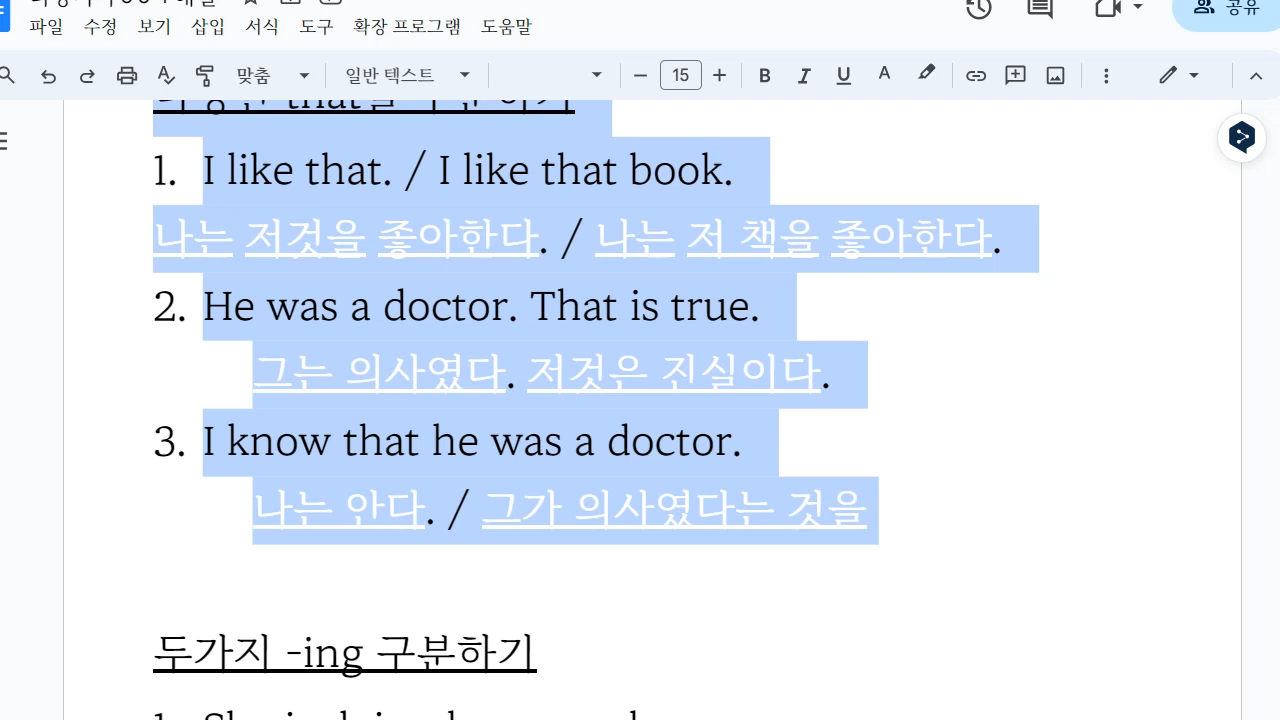 공유
파일 수정 보기 삽입 서식 도구 확장 프로그램 도움말
맞춤 일반 텍스트 15 B I U A
that
1. I like that. / I like that book.
나는 저것을 좋아한다. / 나는 저 책을 좋아한다.
2. He was a doctor. That is true.
그는 의사였다. 저것은 진실이다.
3. I know that he was a doctor.
나는 안다. / 그가 의사였다는 것을
두가지 -ing 구분하기
1.